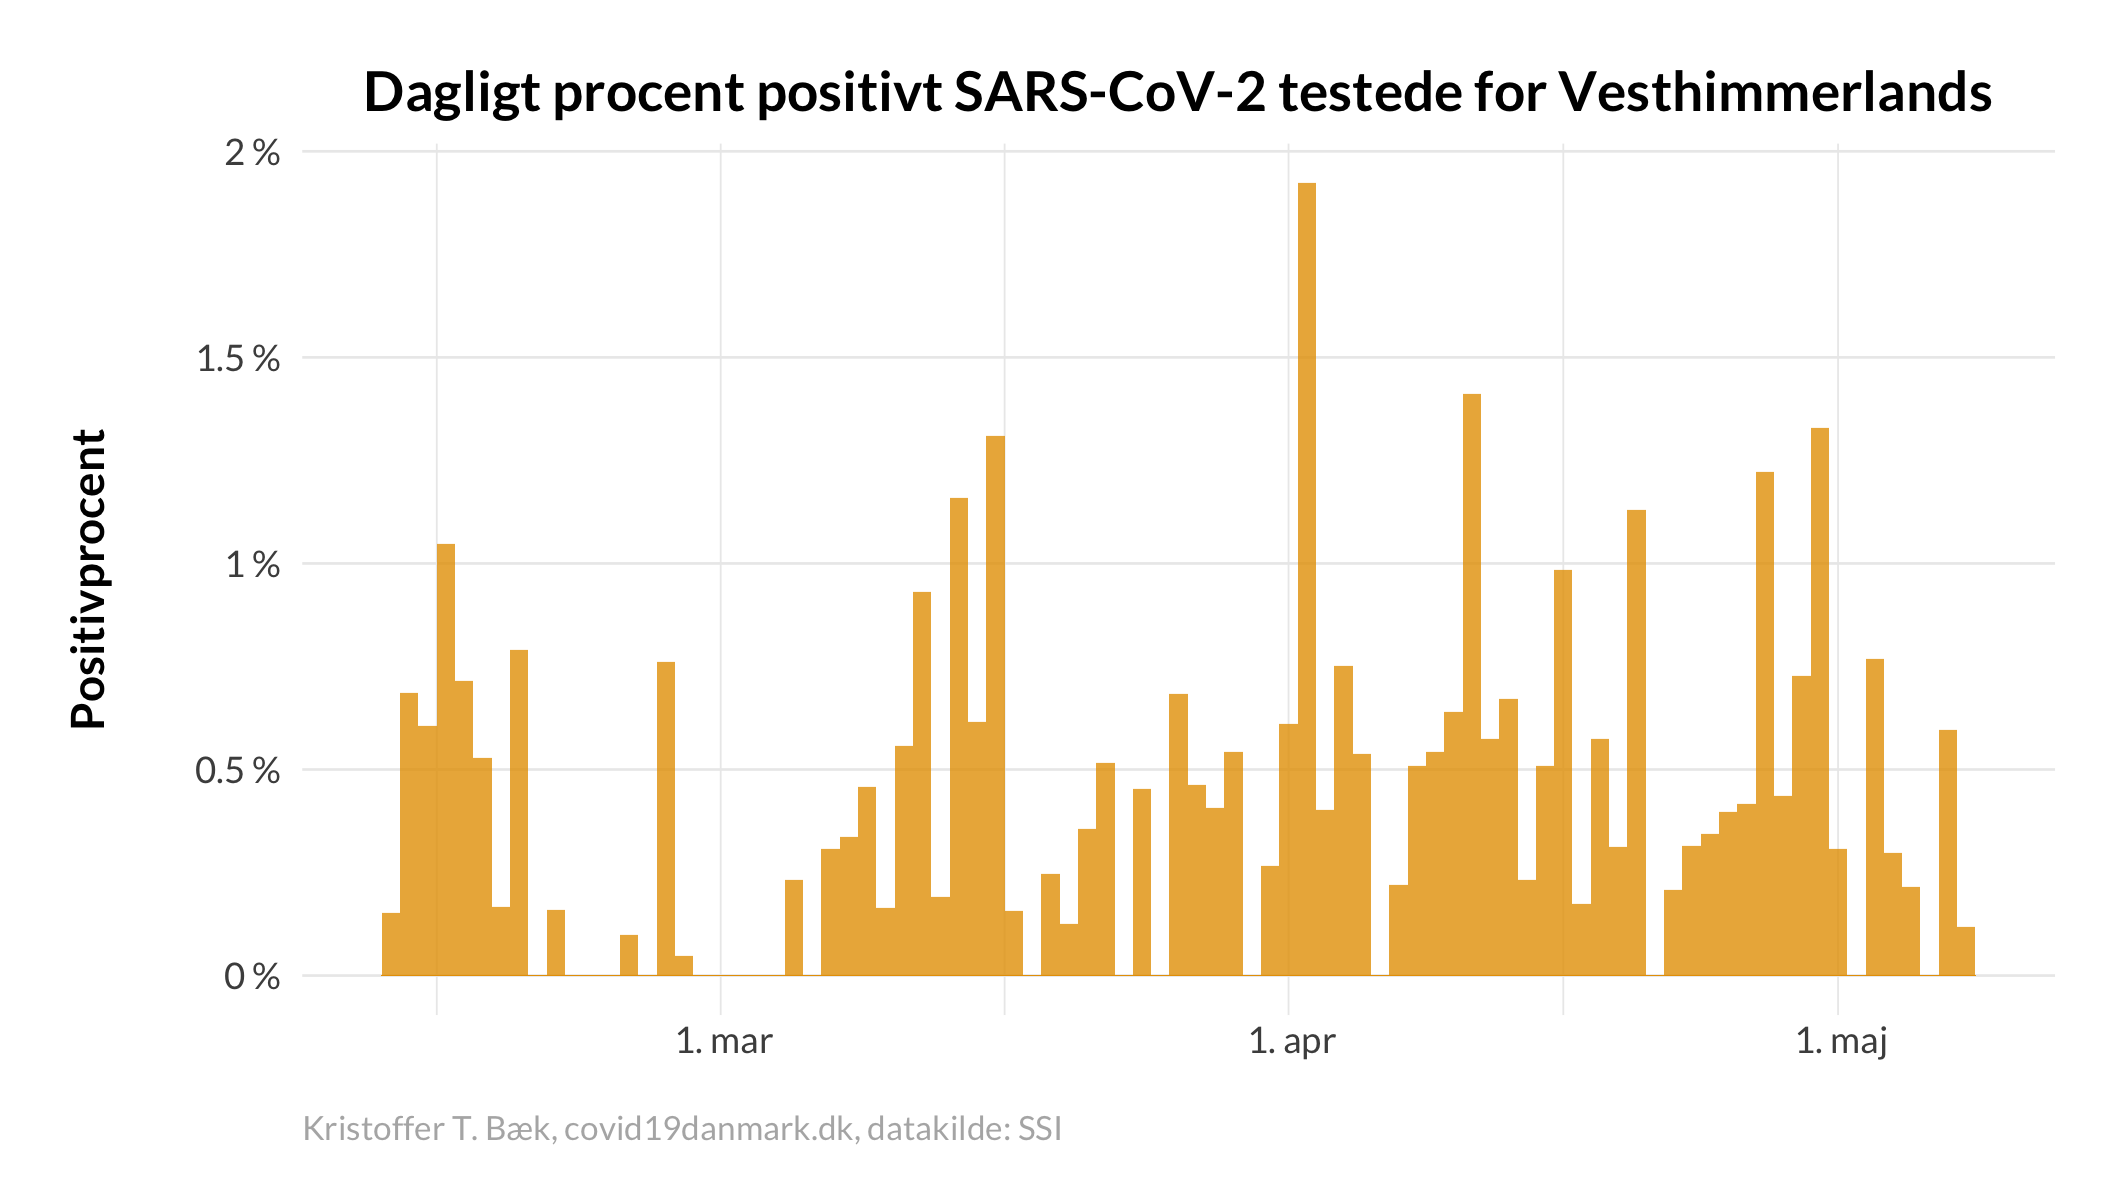 Dagligt procent positivt SARS-CoV-2 testede for Vesthimmerlands
Positivprocent
2 %
1.5 %
1 %
0.5 %
0 %
1. mar
1. apr
1. maj
Kristoffer T. Bæk, covid19danmark.dk, datakilde: SSI